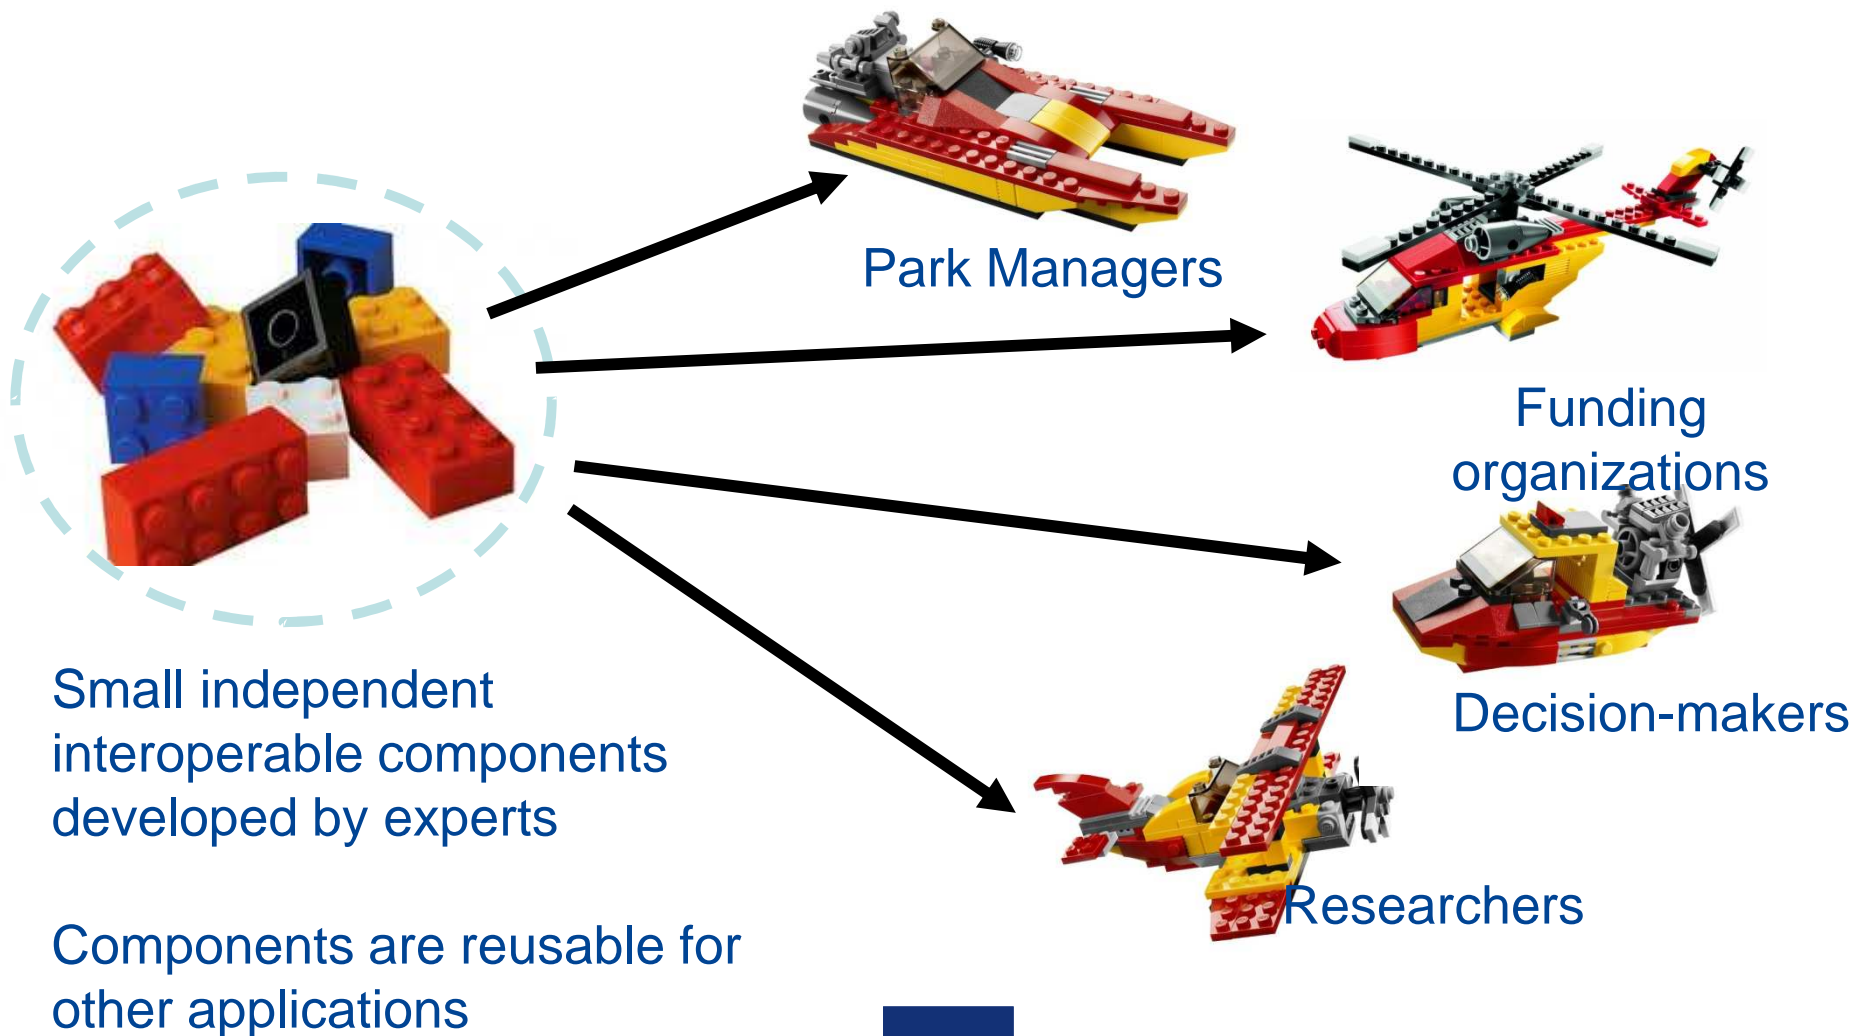 Park Managers
Funding
organizations
Decision-makers
Researchers
Small independent
interoperable components
developed by experts
Components are reusable for
other applications